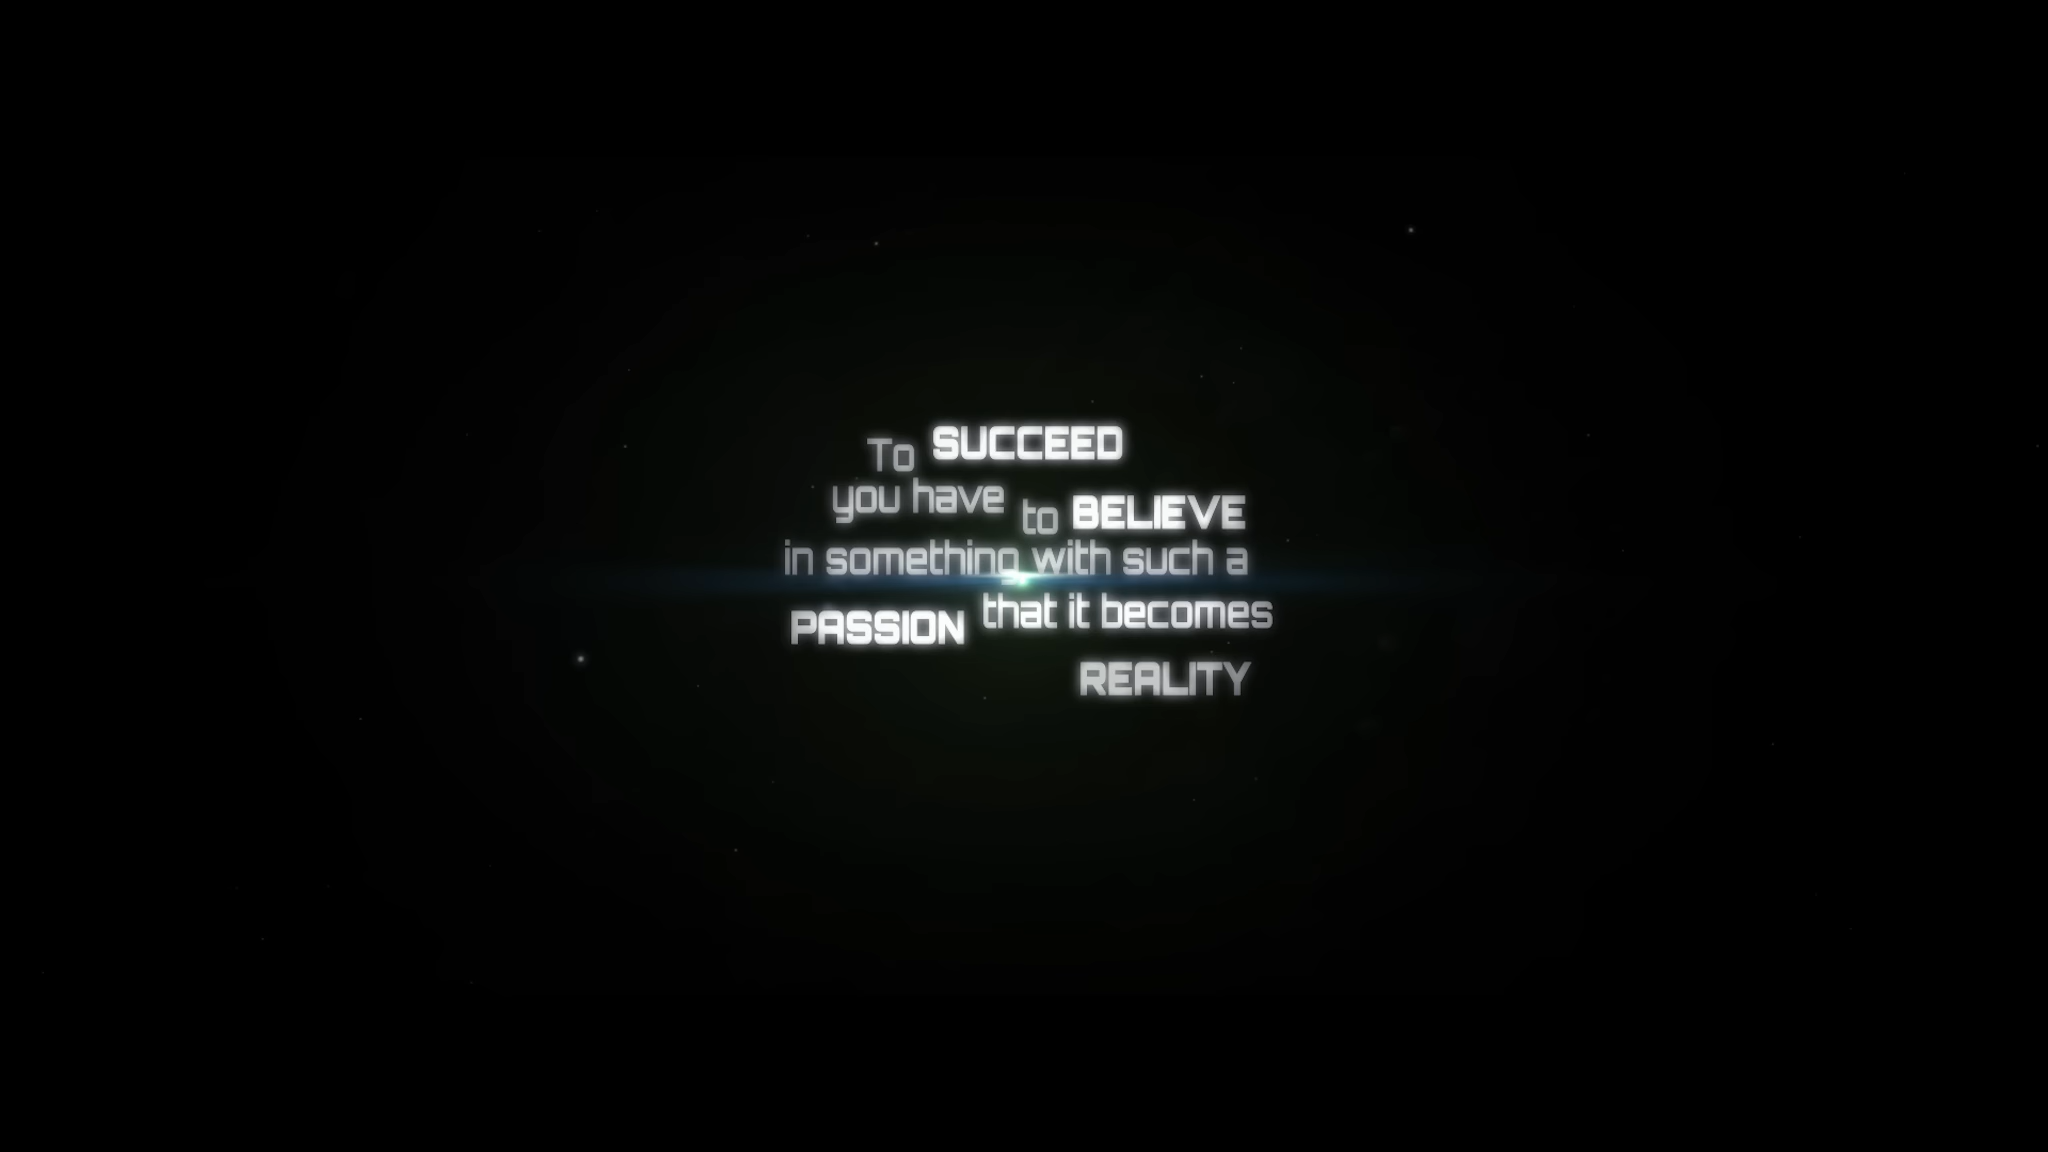 To SUCCEED
you have to BELIEVE
in something with such a
PASSION that it becomes
REALITY